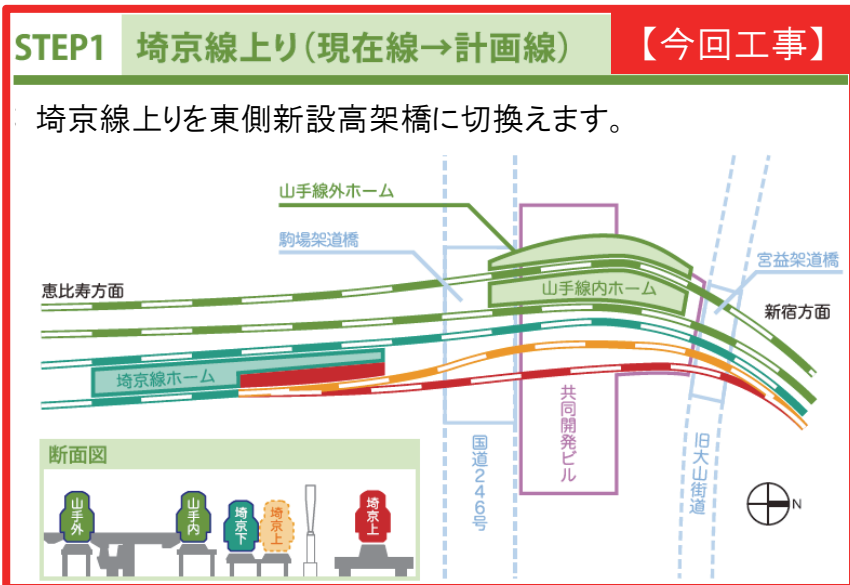 STEP1 埼京線上り(現在線→計画線) 【今回工事】
埼京線上りを東側新設高架橋に切換えます。
山手線外ホーム
駒場架道橋
宮益架道橋
恵比寿方面
山手線内ホーム
新宿方面
埼京線ホーム
共同開発ビル
国道246号
旧大山街道
断面図
山手外
山手内
埼京下
埼京上
埼京上
N